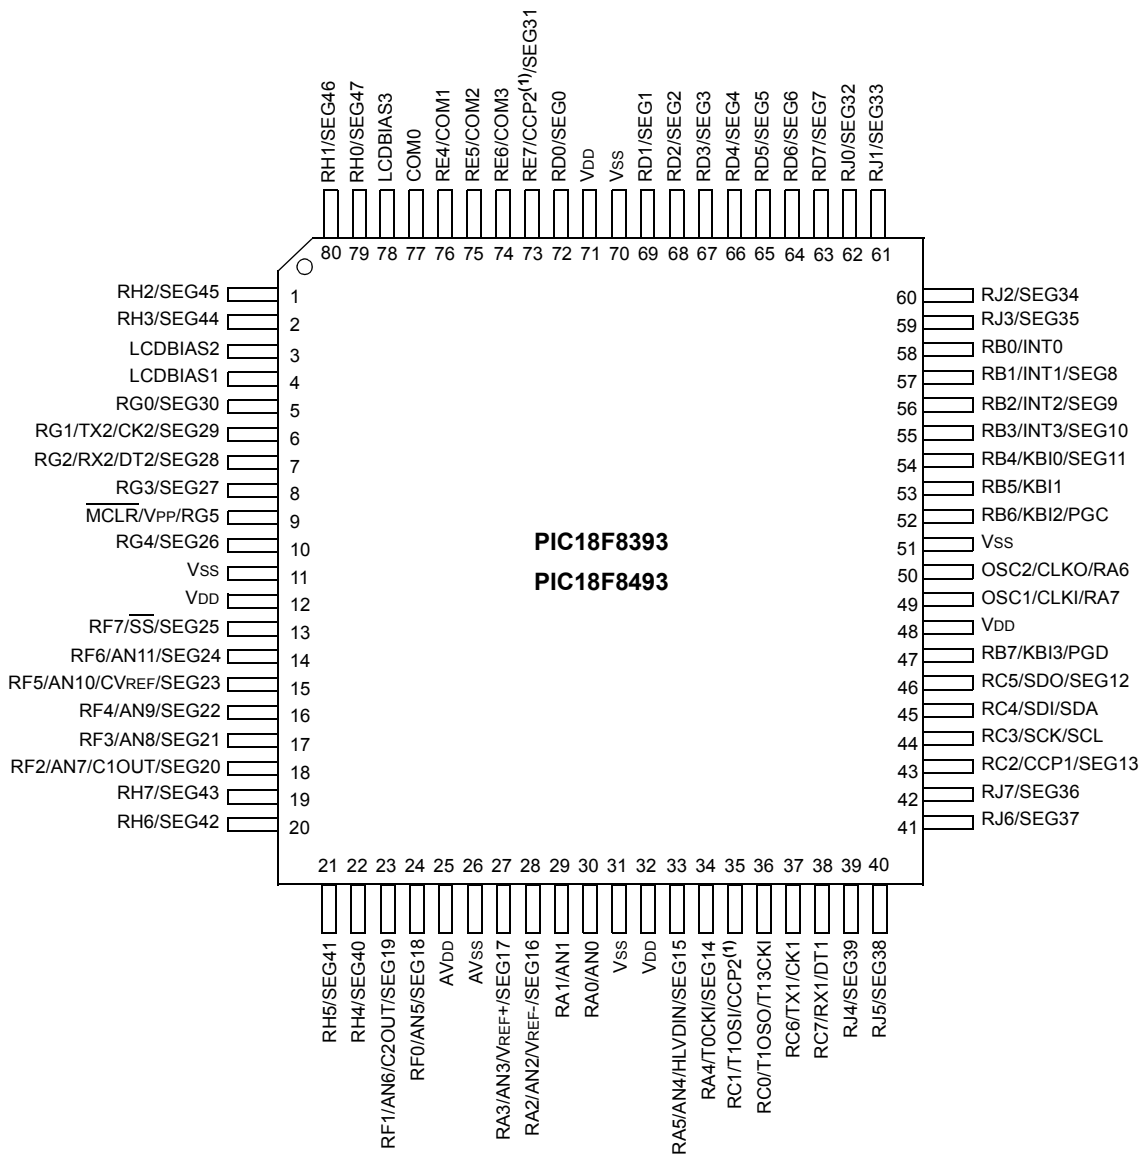 RH1/SEG46
RH0/SEG47
LCDBIAS3
COM0
RE4/COM1
RE5/COM2
RE6/COM3
RE7/CCP2(1)/SEG31
RD0/SEG0
VDD
VSS
RD1/SEG1
RD2/SEG2
RD3/SEG3
RD4/SEG4
RD5/SEG5
RD6/SEG6
RD7/SEG7
RJ0/SEG32
RJ1/SEG33
80 79 78 77 76 75 74 73 72 71 70 69 68 67 66 65 64 63 62 61
RH2/SEG45 1
RH3/SEG44 2
LCDBIAS2 3
LCDBIAS1 4
RG0/SEG30 5
RG1/TX2/CK2/SEG29 6
RG2/RX2/DT2/SEG28 7
RG3/SEG27 8
MCLR/VPP/RG5 9
RG4/SEG26 10
VSS 11
VDD 12
RF7/SS/SEG25 13
RF6/AN11/SEG24 14
RF5/AN10/CVREF/SEG23 15
RF4/AN9/SEG22 16
RF3/AN8/SEG21 17
RF2/AN7/C1OUT/SEG20 18
RH7/SEG43 19
RH6/SEG42 20
PIC18F8393
PIC18F8493
60 RJ2/SEG34
59 RJ3/SEG35
58 RB0/INT0
57 RB1/INT1/SEG8
56 RB2/INT2/SEG9
55 RB3/INT3/SEG10
54 RB4/KBI0/SEG11
53 RB5/KBI1
52 RB6/KBI2/PGC
51 VSS
50 OSC2/CLKO/RA6
49 OSC1/CLKI/RA7
48 VDD
47 RB7/KBI3/PGD
46 RC5/SDO/SEG12
45 RC4/SDI/SDA
44 RC3/SCK/SCL
43 RC2/CCP1/SEG13
42 RJ7/SEG36
41 RJ6/SEG37
21 22 23 24 25 26 27 28 29 30 31 32 33 34 35 36 37 38 39 40
RH5/SEG41
RH4/SEG40
RF1/AN6/C2OUT/SEG19
RF0/AN5/SEG18
AVDD
AVSS
RA3/AN3/VREF+/SEG17
RA2/AN2/VREF-/SEG16
RA1/AN1
RA0/AN0
VSS
VDD
RA5/AN4/HLVDIN/SEG15
RA4/T0CKI/SEG14
RC1/T1OSI/CCP2(1)
RC0/T1OSO/T13CKI
RC6/TX1/CK1
RC7/RX1/DT1
RJ4/SEG39
RJ5/SEG38